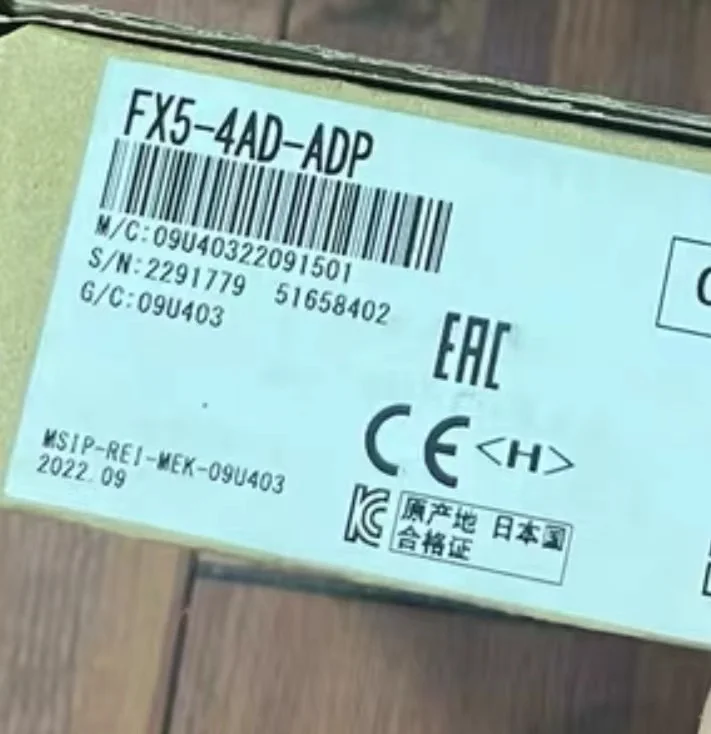 FX5-4AD-ADP
M/C:09U40322091501
S/N:2291779 51658402
G/C:09U403
EAC
CE <H>
MSIP-REI-MEK-09U403
2022.09
KC
原产地 日本国
合格证